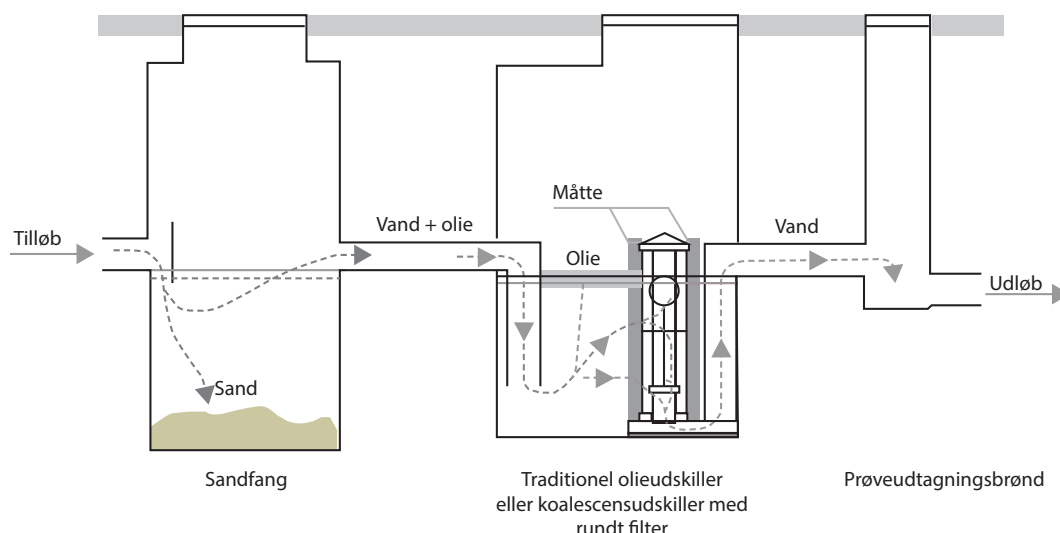 Tilløb
Vand + olie
Måtte
Olie
Vand
Udløb
Sand
Sandfang
Traditionel olieudskiller
eller koalescensudskiller med
rundt filter
Prøveudtagningsbrønd